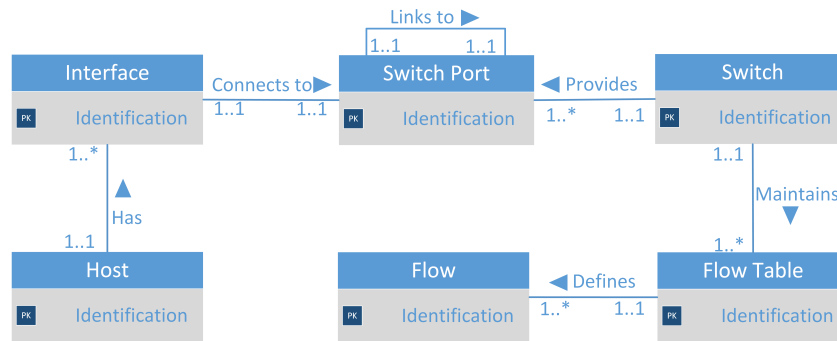 Links to
1..1 1..1
Interface
Switch Port
Switch
Connects to
Provides
PK Identification
1..1 1..1
PK Identification
1..* 1..1
PK Identification
1..*
1..1
Has
Maintains
1..1
1..*
Host
Flow
Flow Table
Defines
PK Identification
PK Identification
1..* 1..1
PK Identification